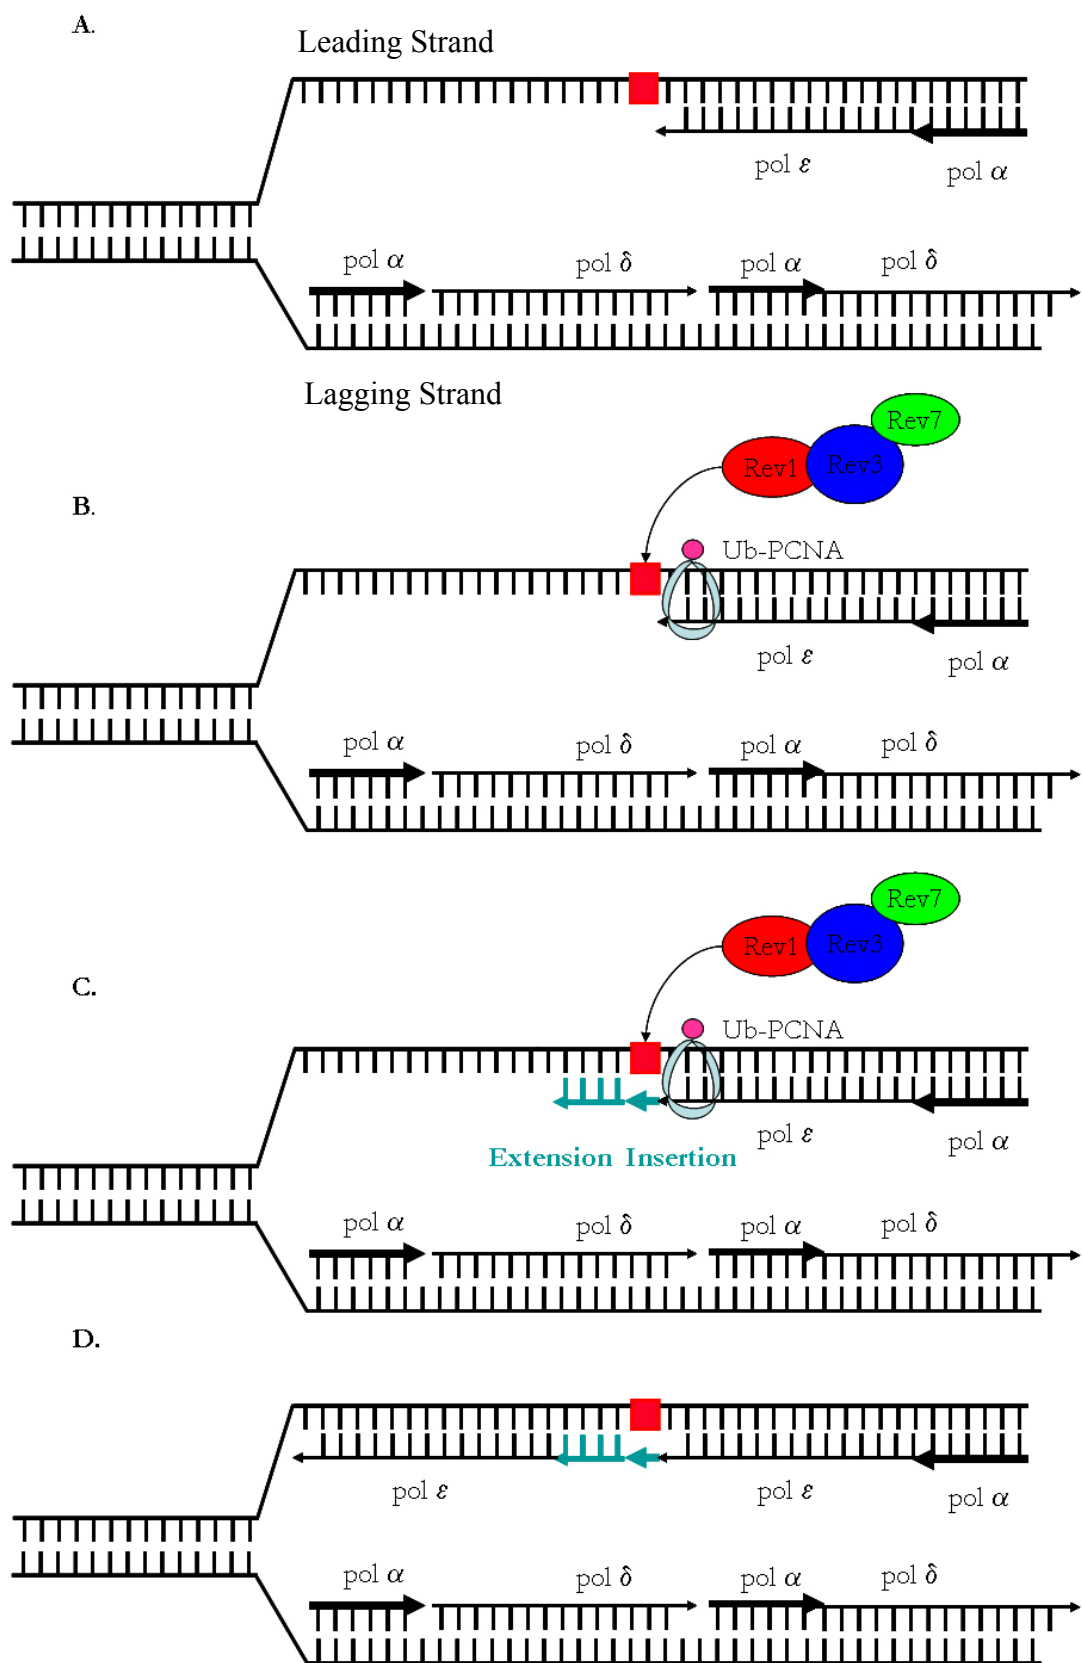 A.
Leading Strand
pol ε
pol α
pol α
pol δ
pol α
pol δ
Lagging Strand
Rev7
Rev1
Rev3
B.
Ub-PCNA
pol ε
pol α
pol α
pol δ
pol α
pol δ
Rev7
Rev1
Rev3
C.
Ub-PCNA
pol ε
pol α
Extension Insertion
pol α
pol δ
pol α
pol δ
D.
pol ε
pol ε
pol α
pol α
pol δ
pol α
pol δ